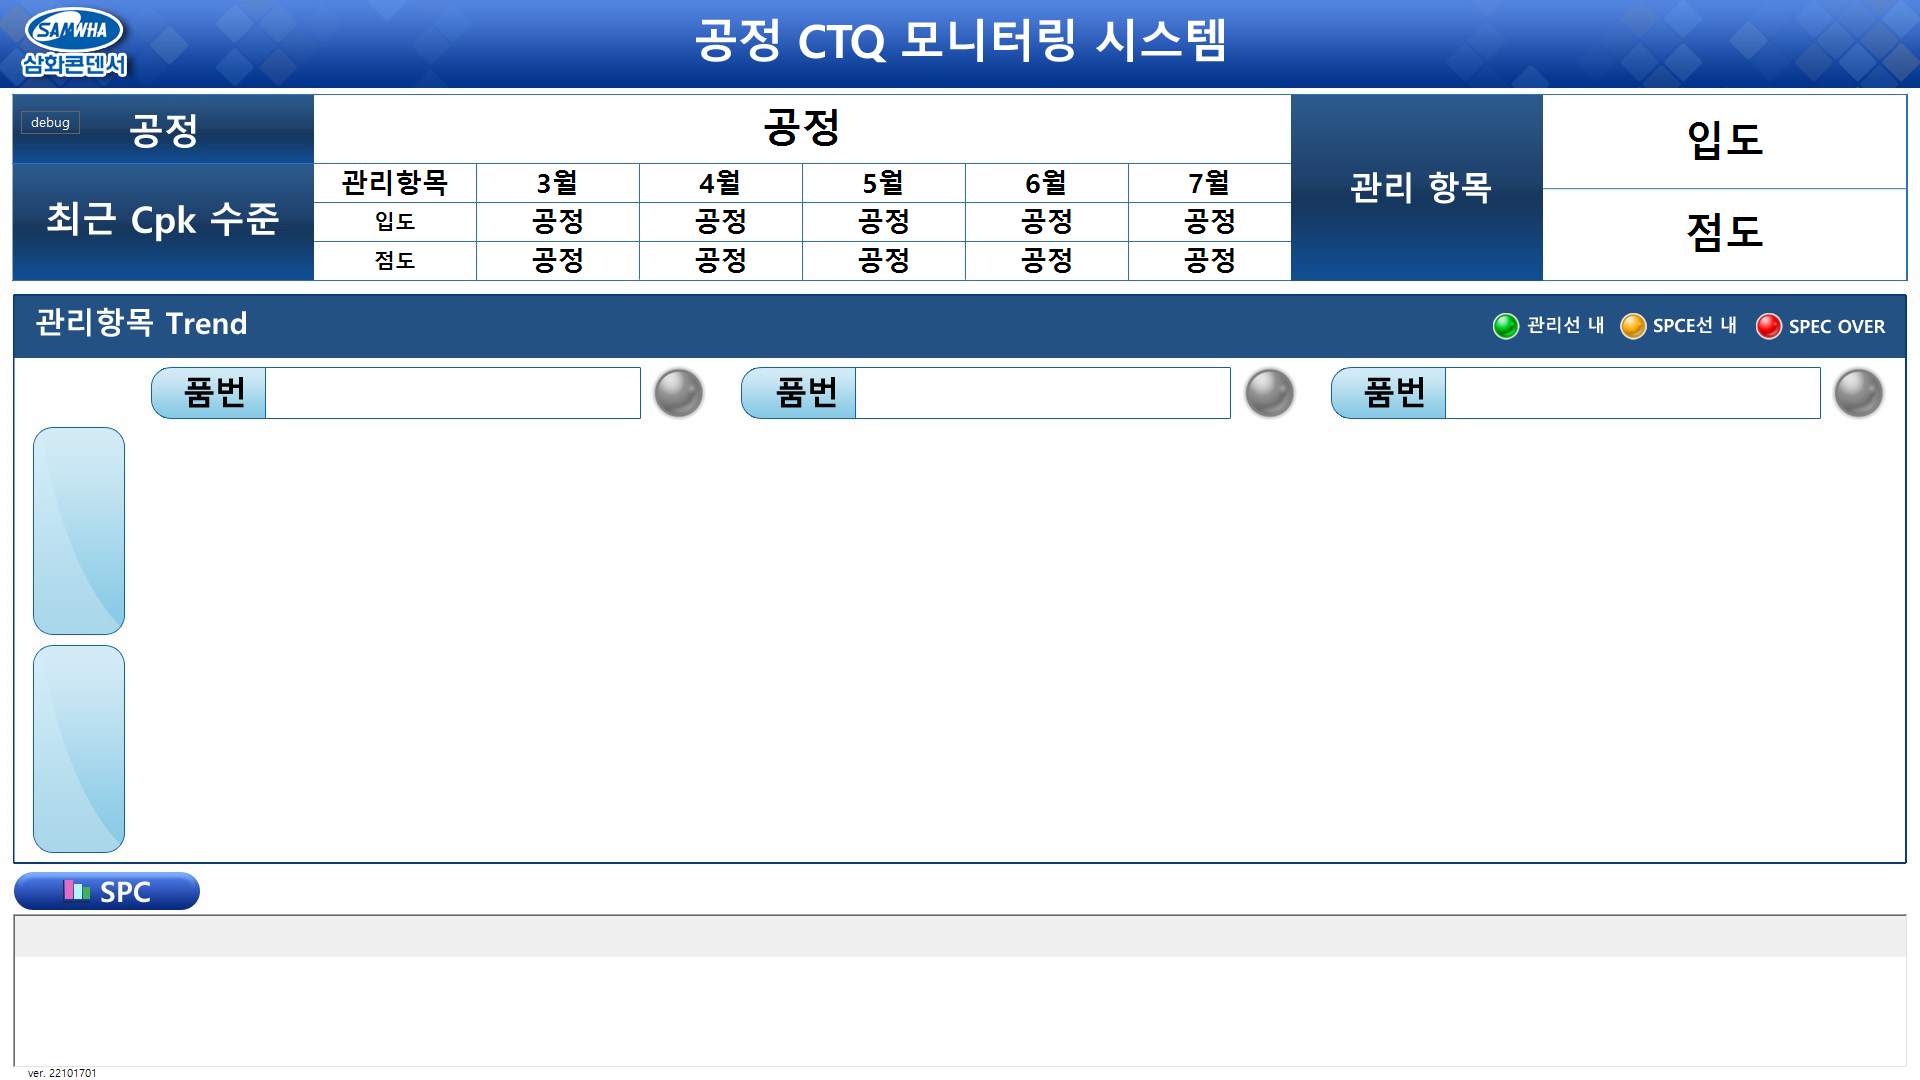 SAMWHA
삼화콘덴서
공정 CTQ 모니터링 시스템
debug
공정
공정
최근 Cpk 수준
관리항목 3월 4월 5월 6월 7월
입도 공정 공정 공정 공정 공정
점도 공정 공정 공정 공정 공정
관리 항목
입도
점도
관리항목 Trend
관리선 내 SPCE선 내 SPEC OVER
품번 품번 품번
SPC
ver. 22101701